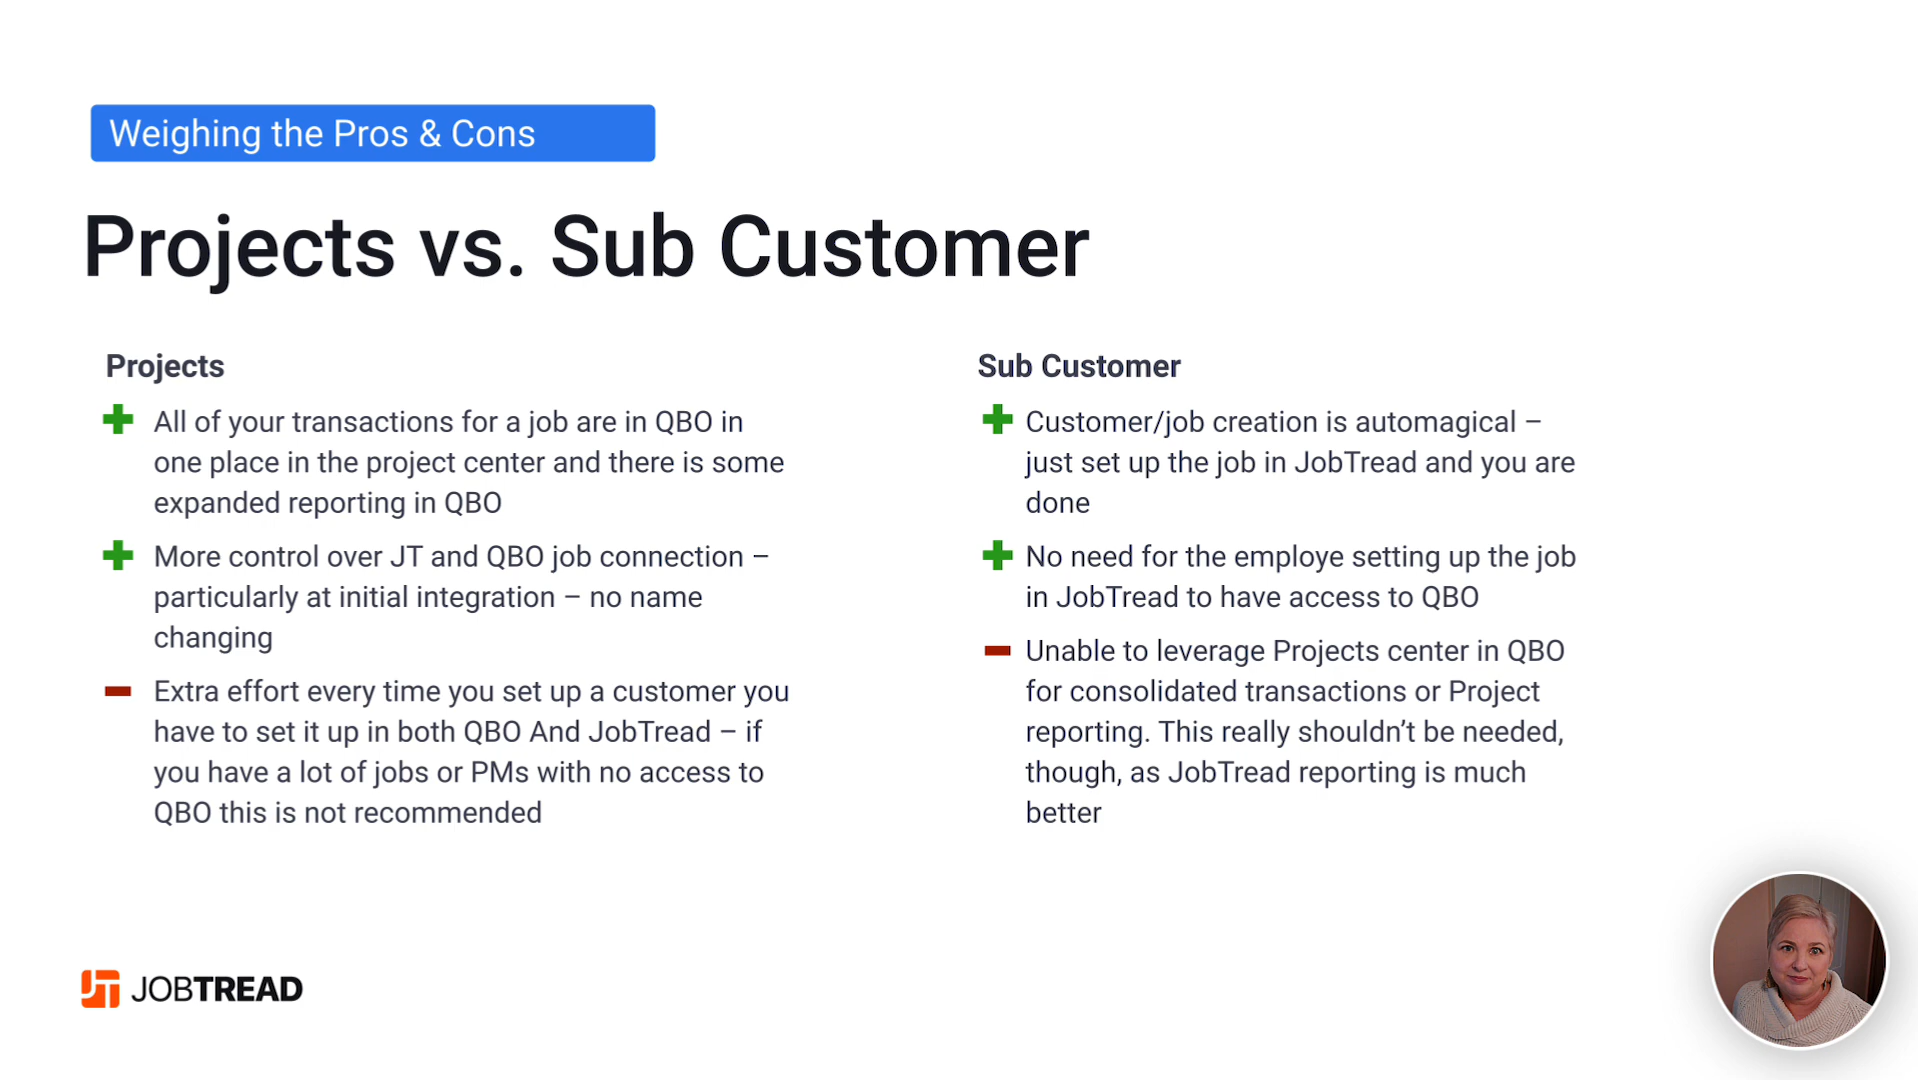 Weighing the Pros & Cons
Projects vs. Sub Customer
Projects
All of your transactions for a job are in QBO in
one place in the project center and there is some
expanded reporting in QBO
More control over JT and QBO job connection –
particularly at initial integration – no name
changing
Extra effort every time you set up a customer you
have to set it up in both QBO And JobTread – if
you have a lot of jobs or PMs with no access to
QBO this is not recommended
Sub Customer
Customer/job creation is automagical –
just set up the job in JobTread and you are
done
No need for the employe setting up the job
in JobTread to have access to QBO
Unable to leverage Projects center in QBO
for consolidated transactions or Project
reporting. This really shouldn’t be needed,
though, as JobTread reporting is much
better
JOBTREAD